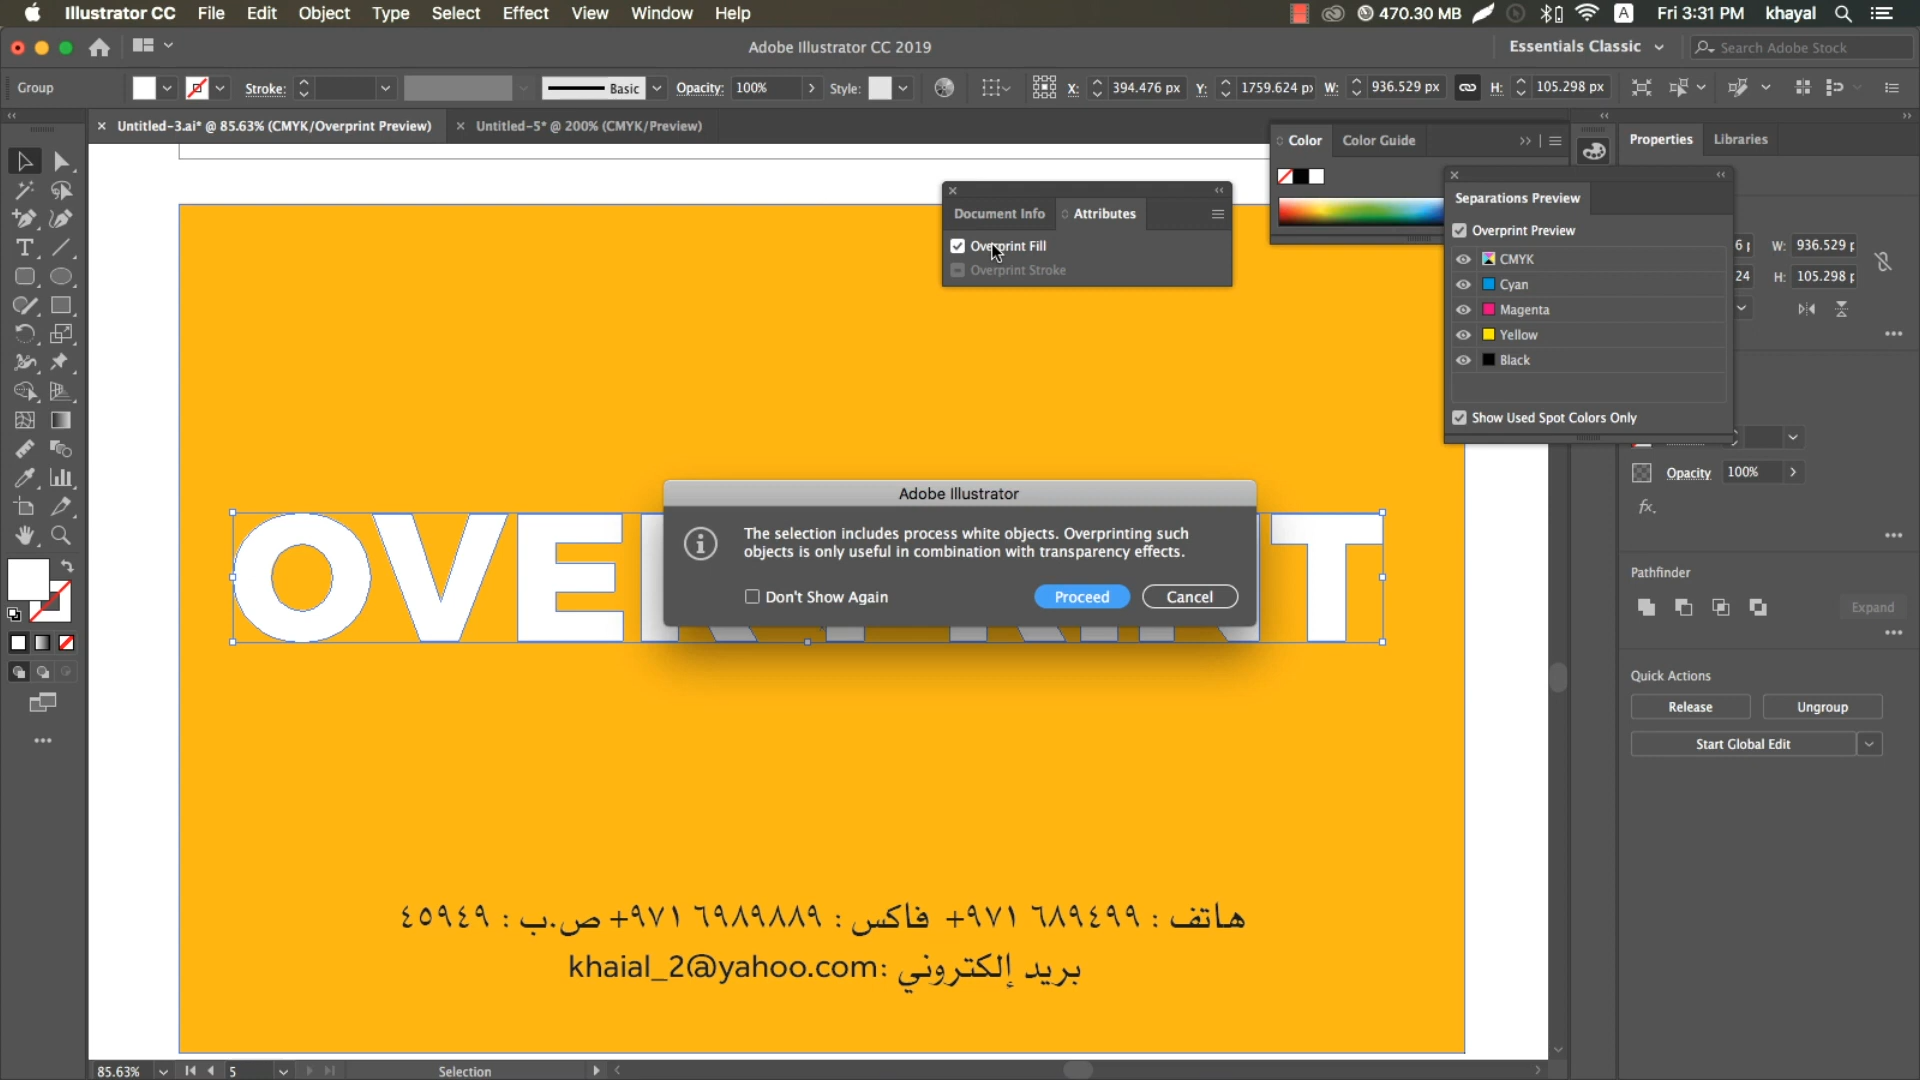 Illustrator CC File Edit Object Type Select Effect View Window Help 470.30 MB A Fri 3:31 PM khayal
Adobe Illustrator CC 2019 Essentials Classic Search Adobe Stock
Group Stroke: Basic Opacity: 100% Style: X: 394.476 px Y: 1759.624 p W: 936.529 px H: 105.298 px
Untitled-3.ai* @ 85.63% (CMYK/Overprint Preview) Untitled-5* @ 200% (CMYK/Preview)
Color Color Guide
Properties Libraries
Document Info Attributes
Overprint Fill
Overprint Stroke
Separations Preview
Overprint Preview
CMYK
Cyan
Magenta
Yellow
Black
Show Used Spot Colors Only
W: 936.529 p
24 H: 105.298 p
Opacity 100%
fx.
Pathfinder
Expand
Quick Actions
Release Ungroup
Start Global Edit
Adobe Illustrator
The selection includes process white objects. Overprinting such
objects is only useful in combination with transparency effects.
Don't Show Again Proceed Cancel
هاتف : ٦٨٩٤٩٩ ٩٧١+ فاكس : ٦٩٨٩٨٨٩ ٩٧١+ ص.ب : ٤٥٩٤٩
بريد إلكتروني :khaial_2@yahoo.com
85.63% 5 Selection